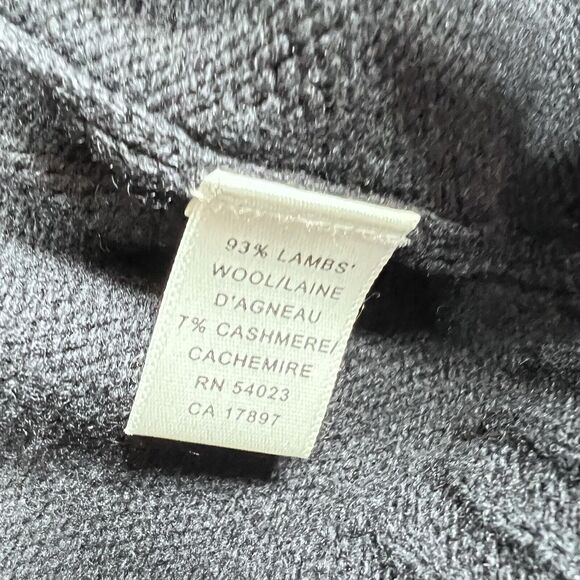 93% LAMBS'
WOOL/LAINE
D'AGNEAU
7% CASHMERE/
CACHEMIRE
RN 54023
CA 17897